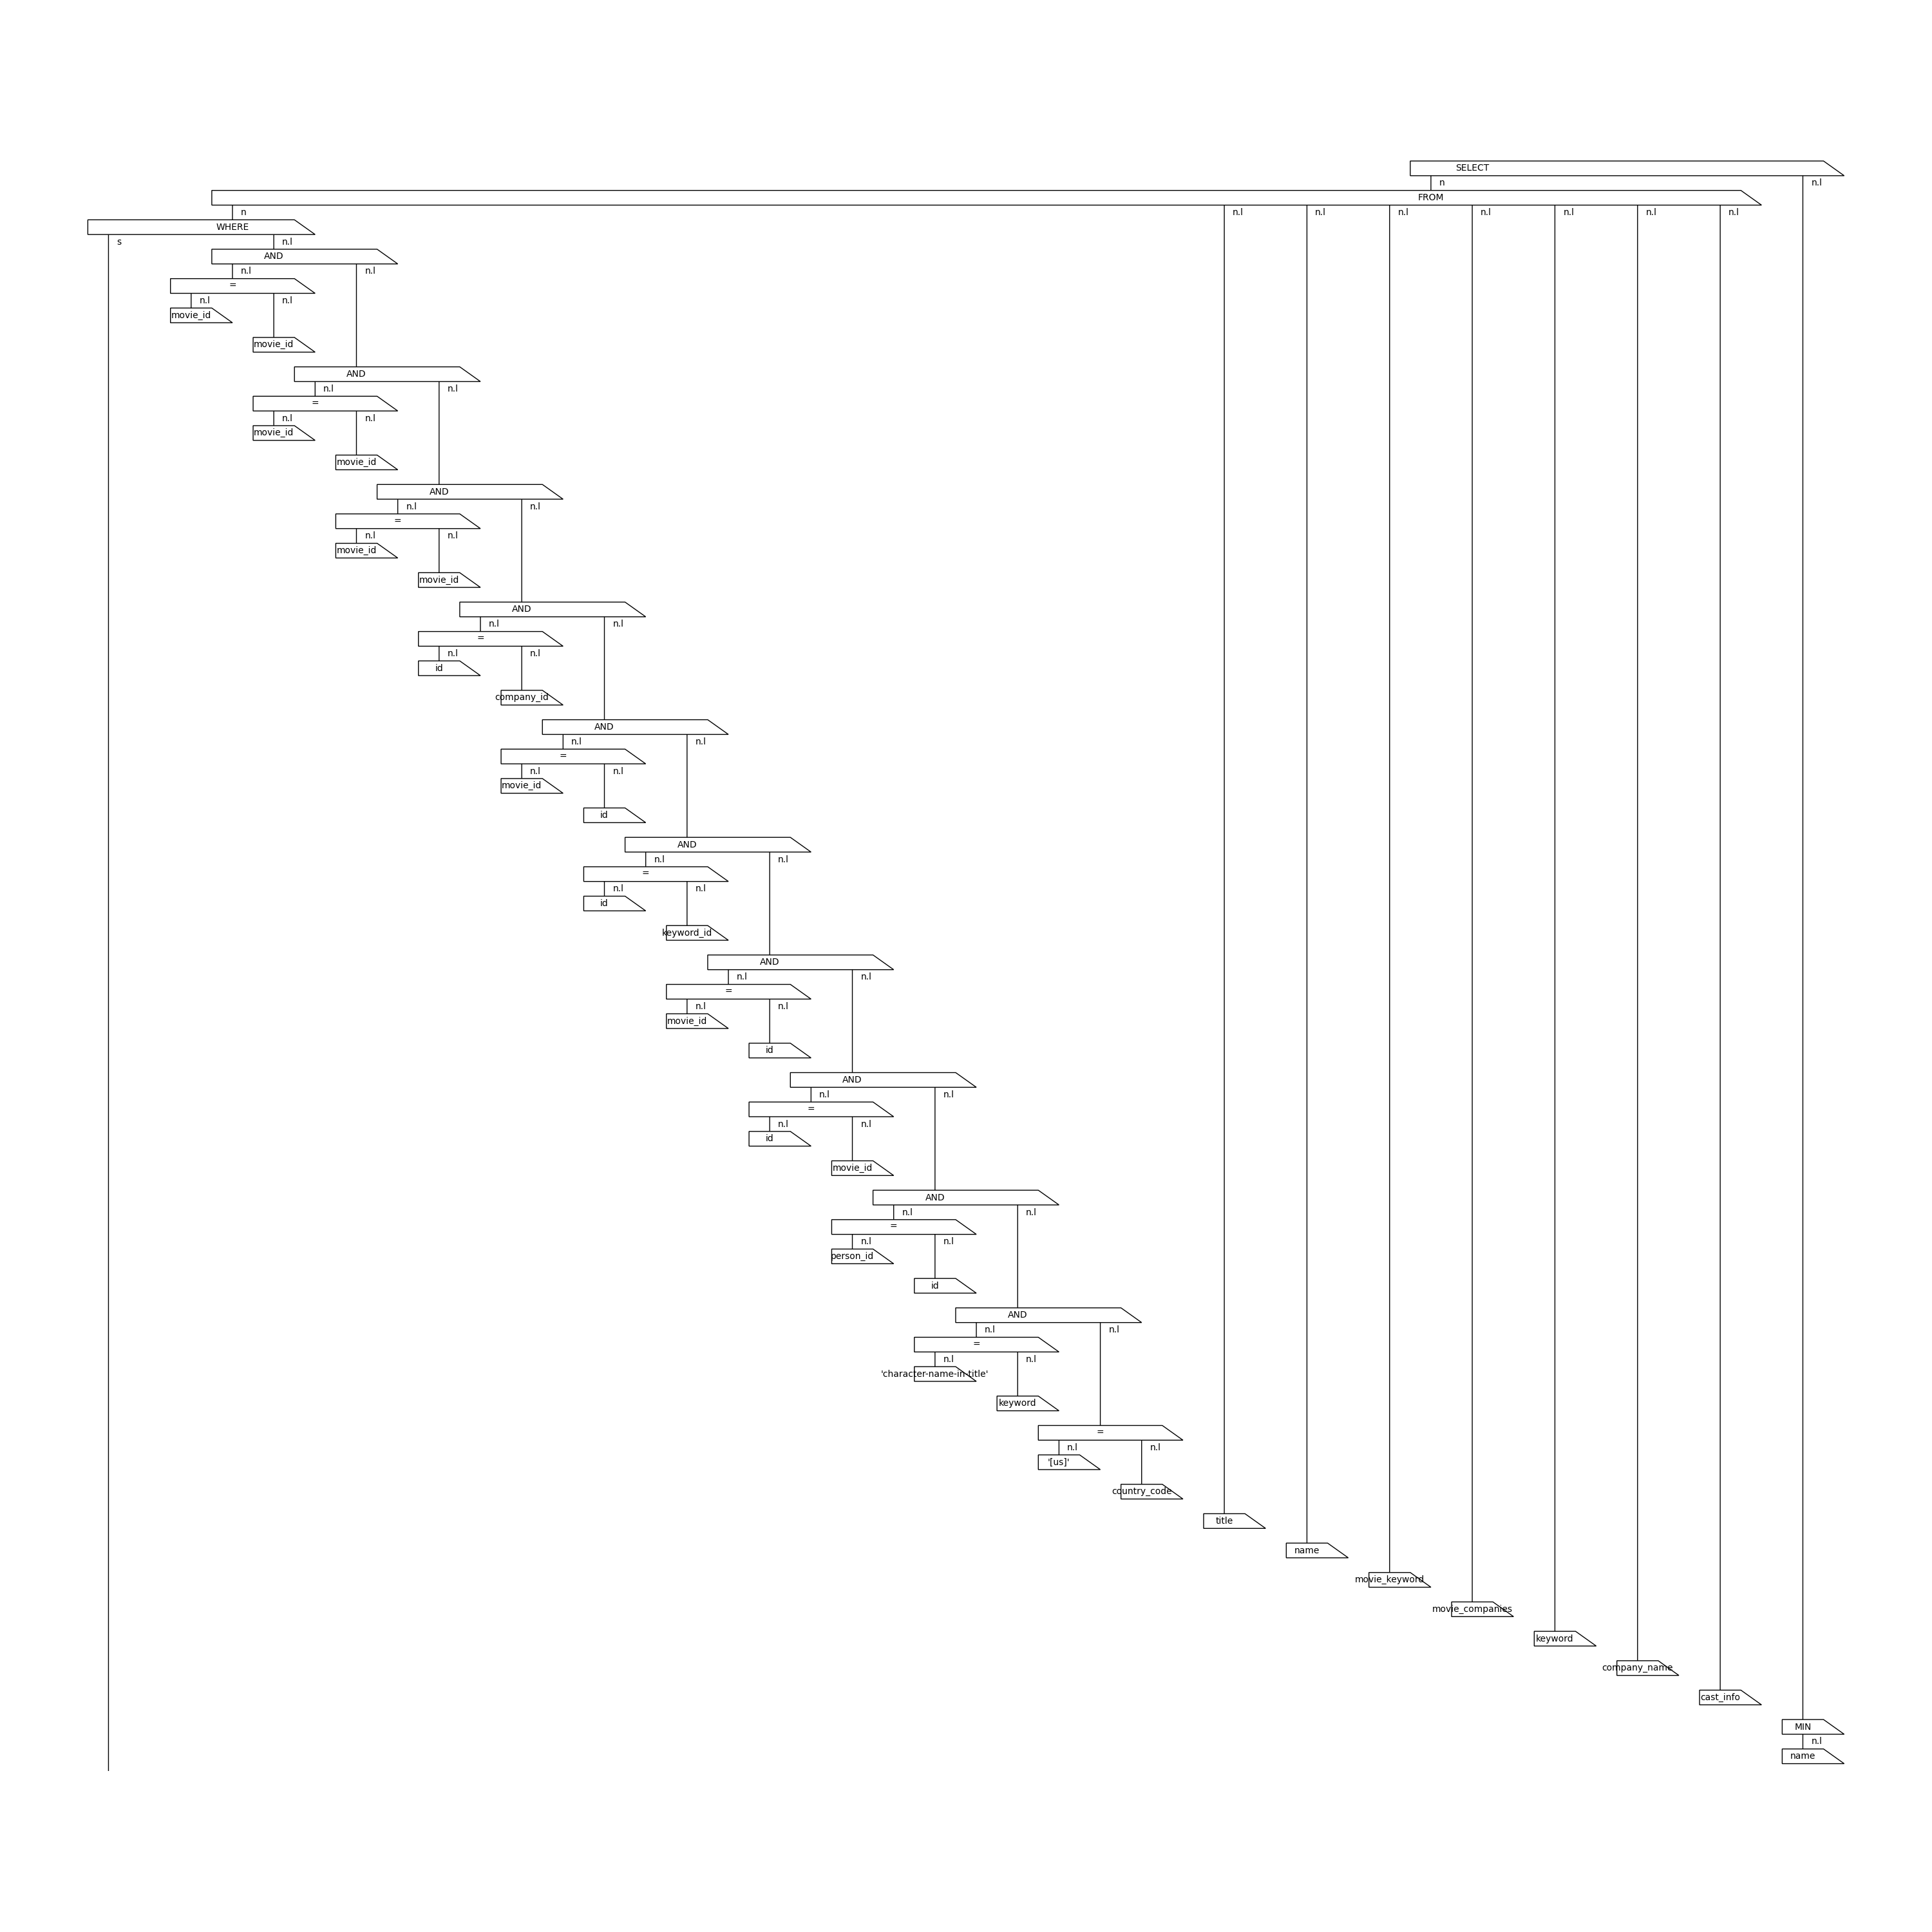 SELECT
n n.l
FROM
n n.l n.l n.l n.l n.l n.l n.l
WHERE
s n.l
AND
n.l n.l
=
n.l n.l
movie_id
movie_id
AND
n.l n.l
=
n.l n.l
movie_id
movie_id
AND
n.l n.l
=
n.l n.l
movie_id
movie_id
AND
n.l n.l
=
n.l n.l
id
company_id
AND
n.l n.l
=
n.l n.l
movie_id
id
AND
n.l n.l
=
n.l n.l
id
keyword_id
AND
n.l n.l
=
n.l n.l
movie_id
id
AND
n.l n.l
=
n.l n.l
id
movie_id
AND
n.l n.l
=
n.l n.l
person_id
id
AND
n.l n.l
=
n.l n.l
'character-name-in-title'
keyword
=
n.l n.l
'[us]'
country_code
title
name
movie_keyword
movie_companies
keyword
company_name
cast_info
MIN
n.l
name